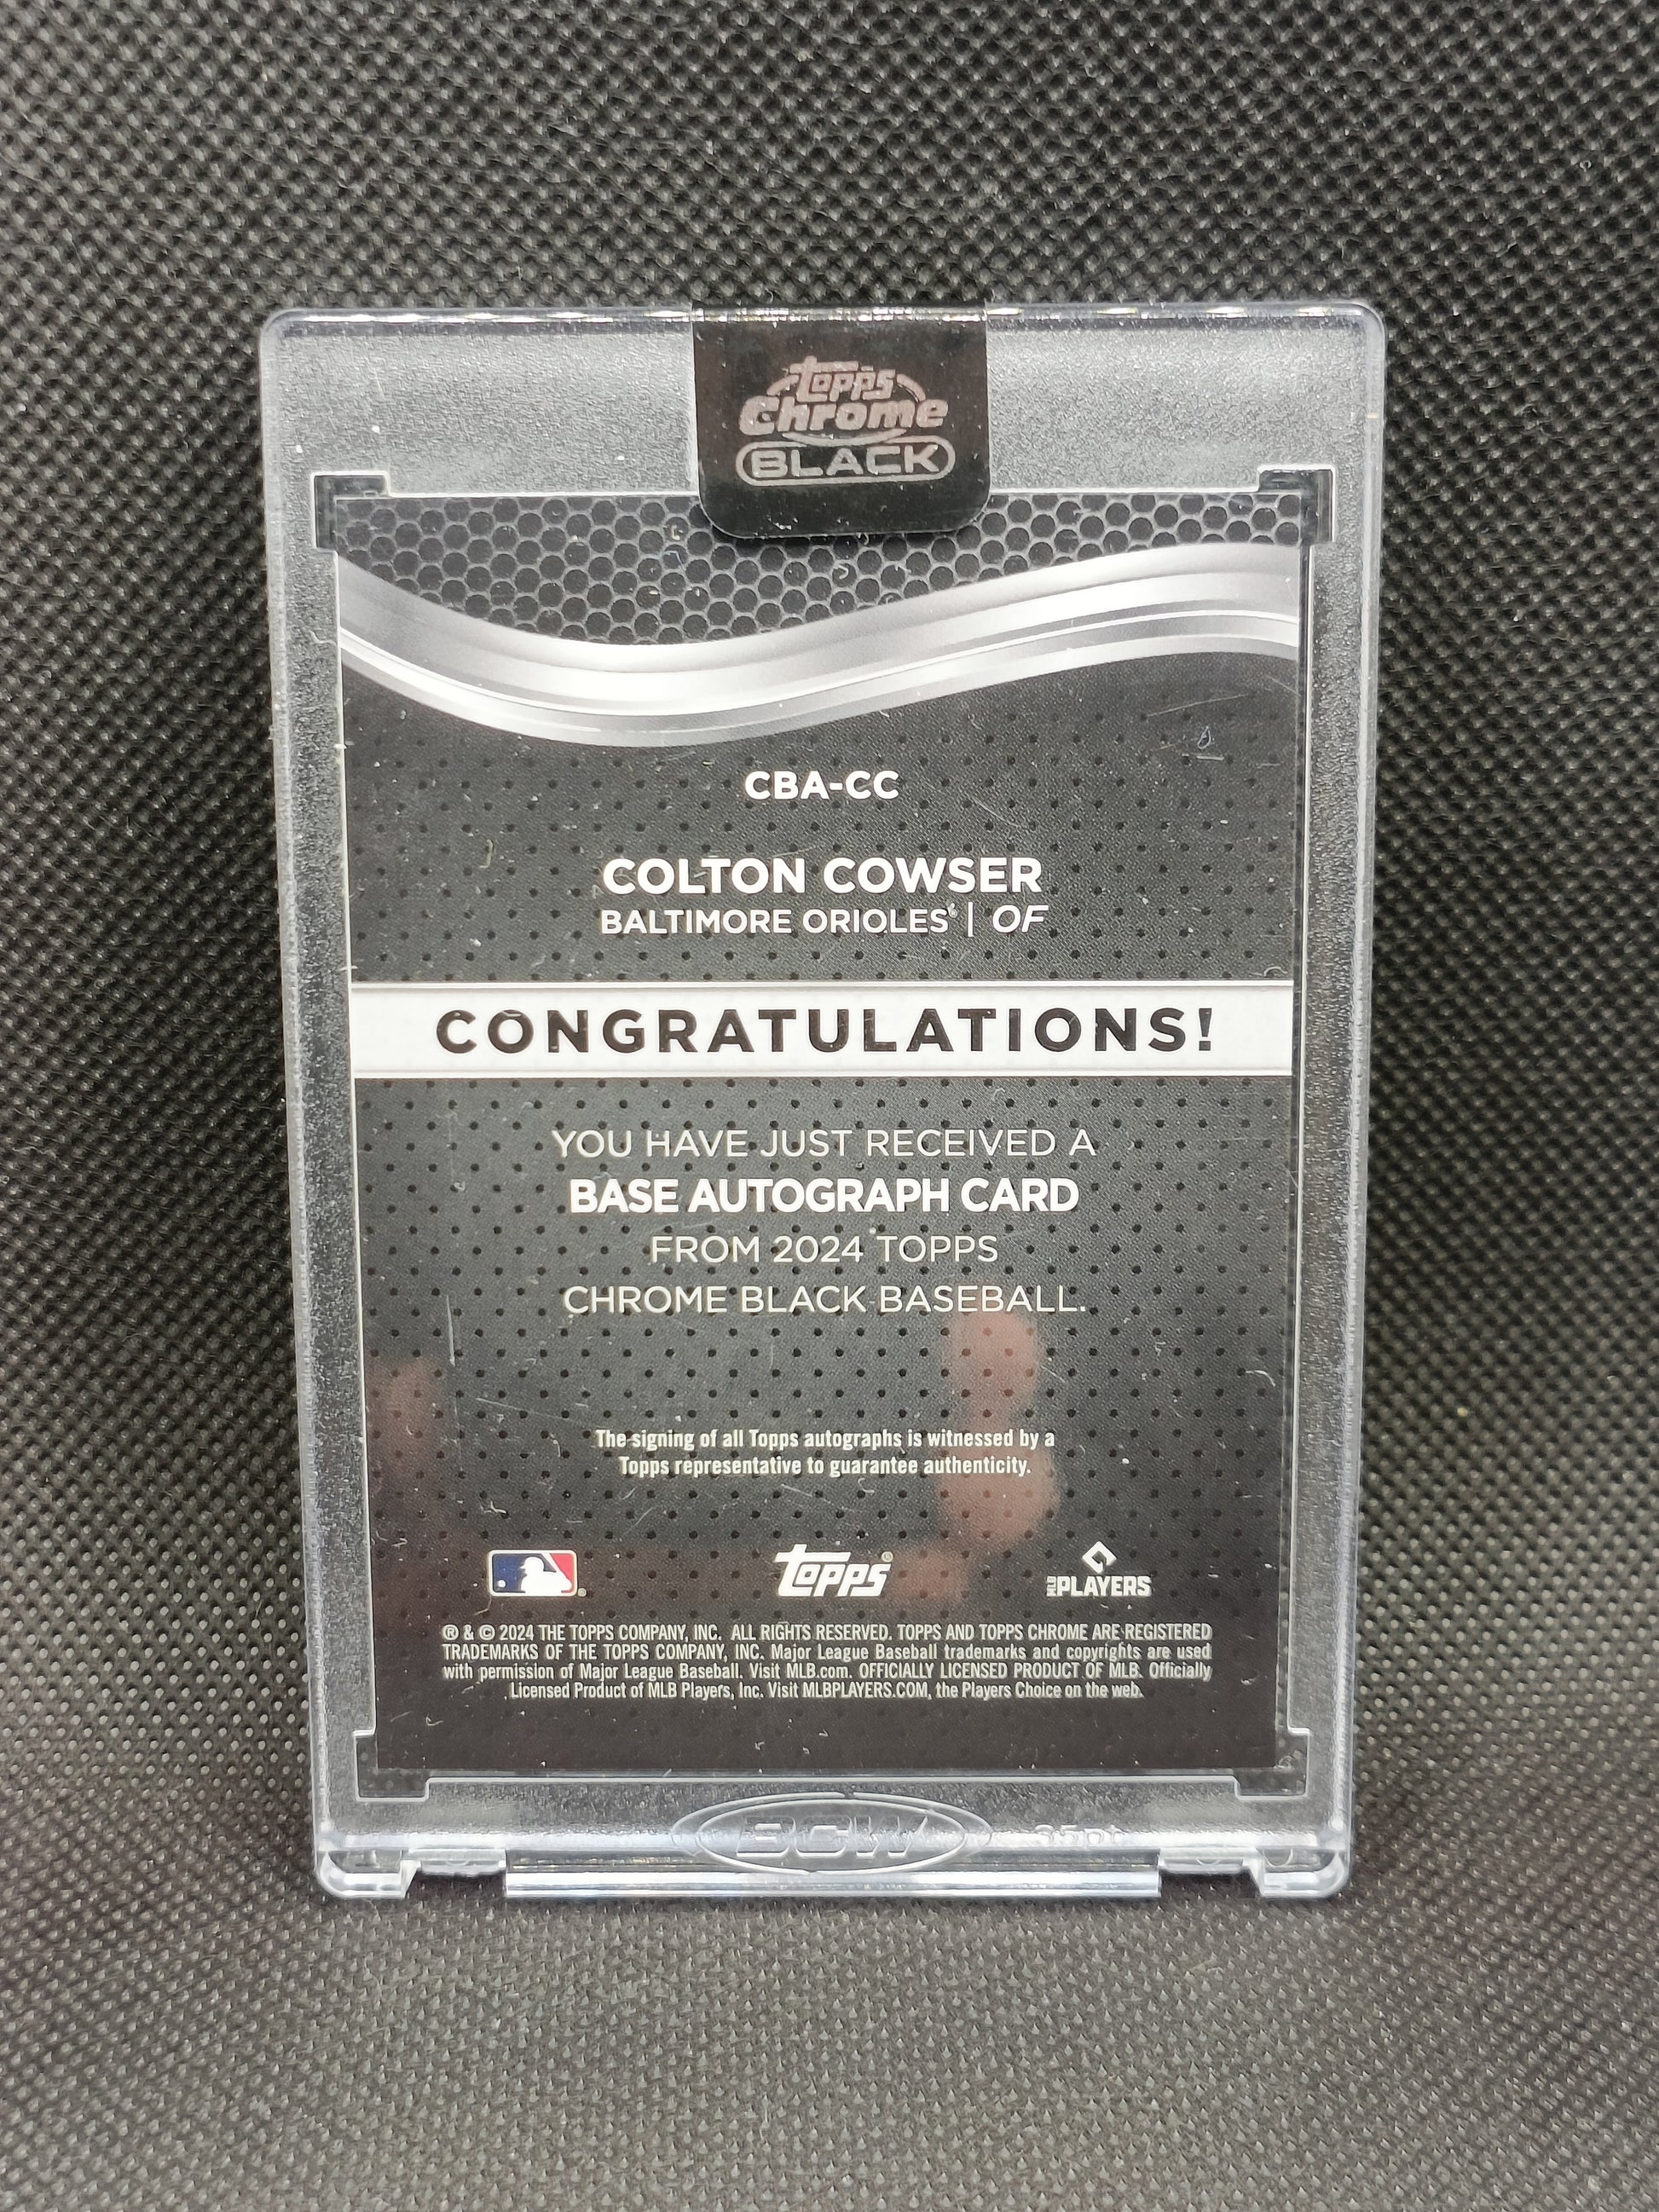 topps
Chrome
BLACK
CBA-CC
COLTON COWSER
BALTIMORE ORIOLES® | OF
CONGRATULATIONS!
YOU HAVE JUST RECEIVED A
BASE AUTOGRAPH CARD
FROM 2024 TOPPS
CHROME BLACK BASEBALL.
The signing of all Topps autographs is witnessed by a
Topps representative to guarantee authenticity.
topps®
MLB PLAYERS
® & © 2024 THE TOPPS COMPANY, INC. ALL RIGHTS RESERVED. TOPPS AND TOPPS CHROME ARE REGISTERED
TRADEMARKS OF THE TOPPS COMPANY, INC. Major League Baseball trademarks and copyrights are used
with permission of Major League Baseball. Visit MLB.com. OFFICIALLY LICENSED PRODUCT OF MLB. Officially
Licensed Product of MLB Players, Inc. Visit MLBPLAYERS.COM, the Players Choice on the web.
BCW 35pt